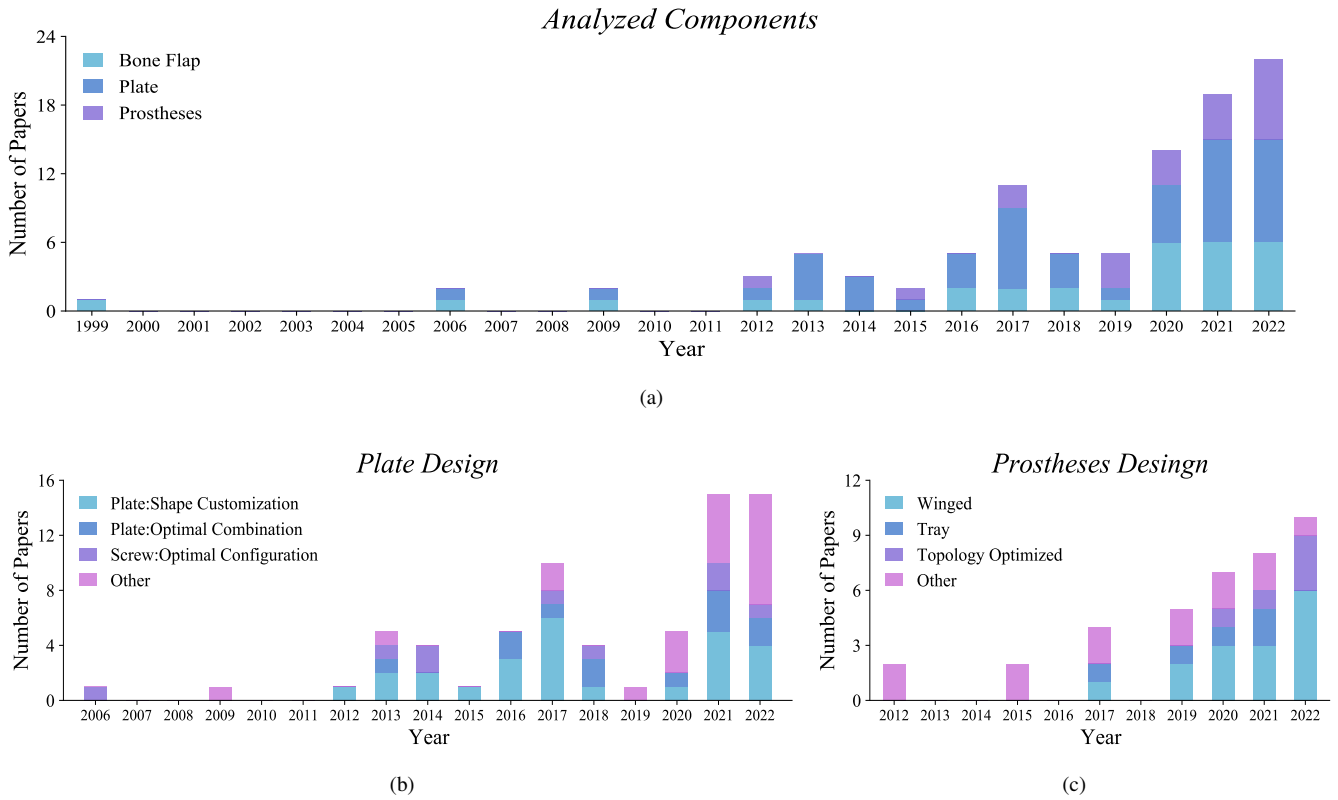 Analyzed Components
Number of Papers
24
18
12
6
0
Bone Flap
Plate
Prostheses
1999 2000 2001 2002 2003 2004 2005 2006 2007 2008 2009 2010 2011 2012 2013 2014 2015 2016 2017 2018 2019 2020 2021 2022
Year
(a)
Plate Design
Number of Papers
16
12
8
4
0
Plate:Shape Customization
Plate:Optimal Combination
Screw:Optimal Configuration
Other
2006 2007 2008 2009 2010 2011 2012 2013 2014 2015 2016 2017 2018 2019 2020 2021 2022
Year
(b)
Prostheses Desingn
Number of Papers
12
9
6
3
0
Winged
Tray
Topology Optimized
Other
2012 2013 2014 2015 2016 2017 2018 2019 2020 2021 2022
Year
(c)